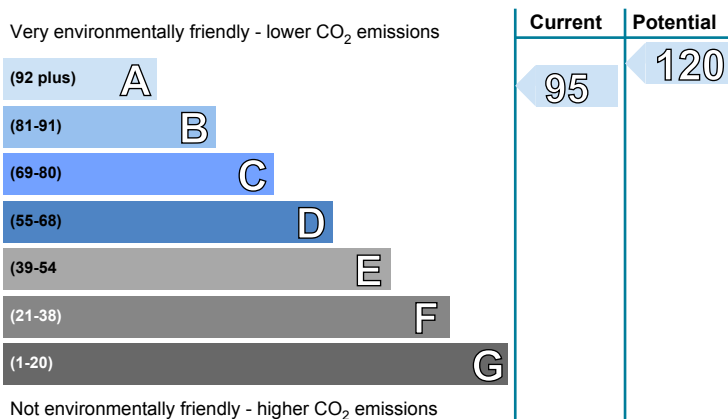 Very environmentally friendly - lower CO2 emissions
Current
Potential
(92 plus) A
95
120
(81-91) B
(69-80) C
(55-68) D
(39-54 E
(21-38) F
(1-20) G
Not environmentally friendly - higher CO2 emissions